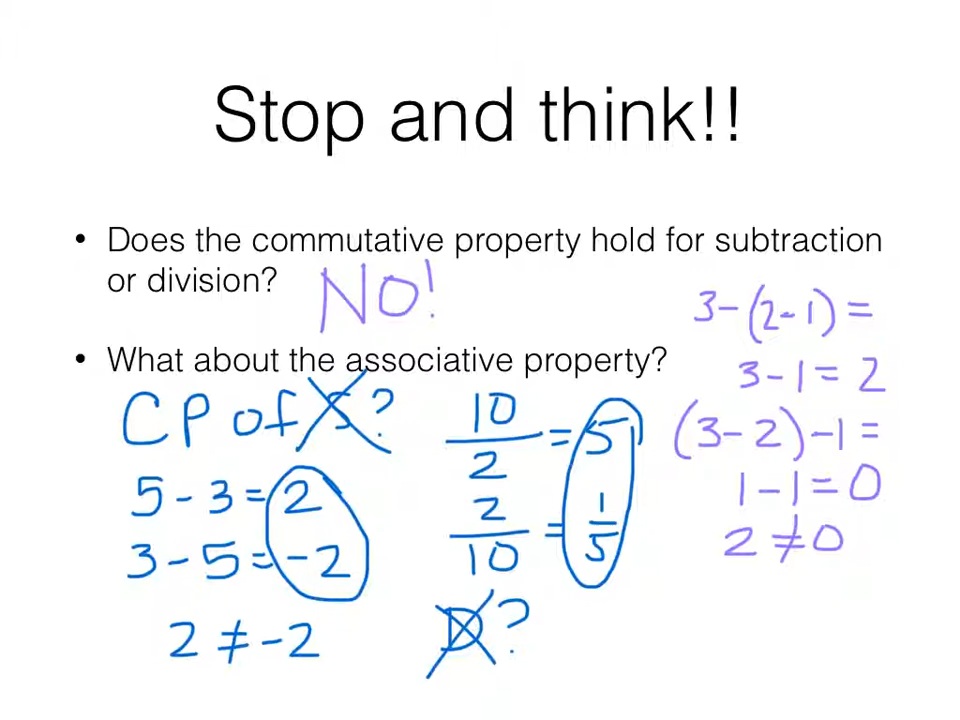 Stop and think!!
• Does the commutative property hold for subtraction
or division?
NO!
• What about the associative property?
CP of S?
5 - 3 = 2
3 - 5 = -2
2 ≠ -2
10/2 = 5
2/10 = 1/5
D?
3-(2-1) =
3 - 1 = 2
(3-2)-1 =
1 - 1 = 0
2 ≠ 0